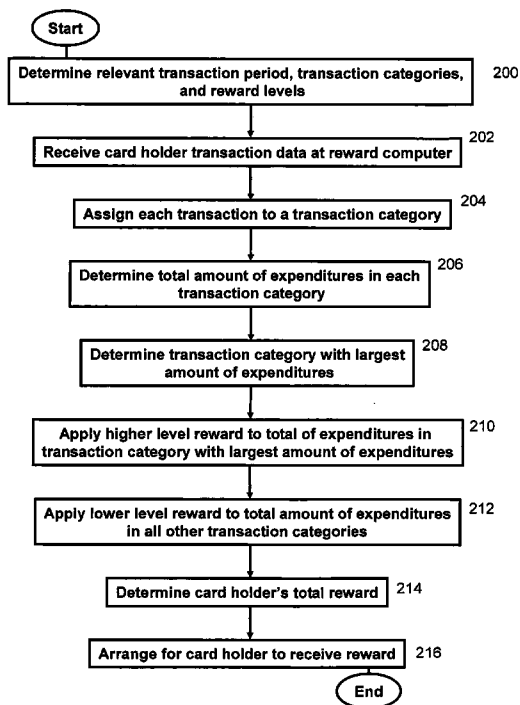 Start
Determine relevant transaction period, transaction categories,
and reward levels
200
202
Receive card holder transaction data at reward computer
204
Assign each transaction to a transaction category
206
Determine total amount of expenditures in each
transaction category
208
Determine transaction category with largest
amount of expenditures
210
Apply higher level reward to total of expenditures in
transaction category with largest amount of expenditures
212
Apply lower level reward to total amount of expenditures
in all other transaction categories
Determine card holder's total reward
214
Arrange for card holder to receive reward
216
End